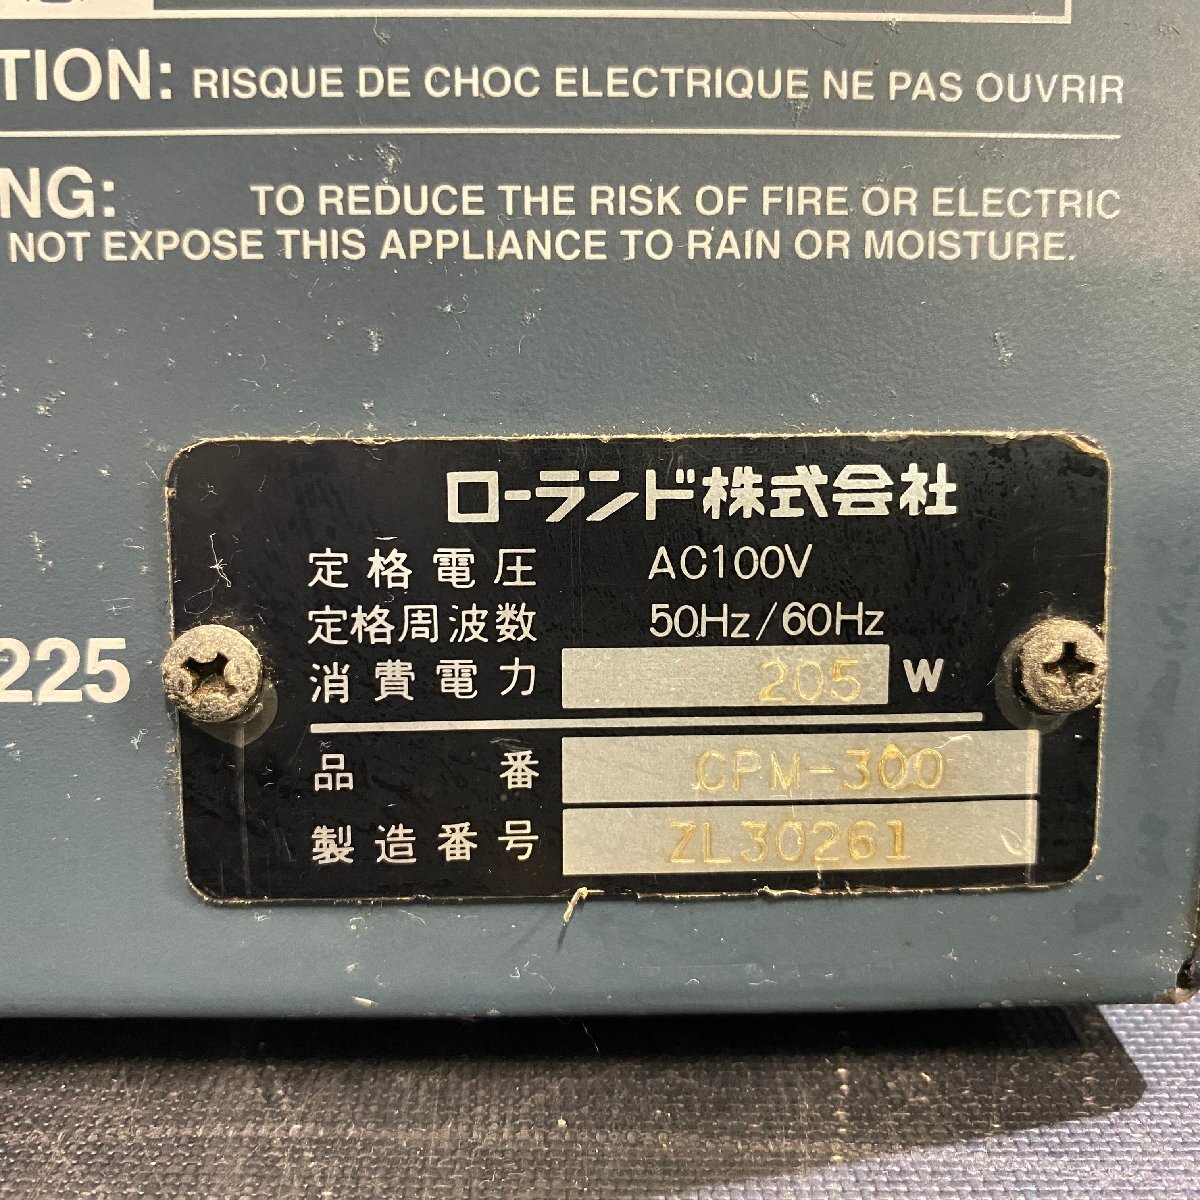 TION: RISQUE DE CHOC ELECTRIQUE NE PAS OUVRIR
NG: TO REDUCE THE RISK OF FIRE OR ELECTRIC
NOT EXPOSE THIS APPLIANCE TO RAIN OR MOISTURE.
ローランド株式会社
定格電圧 AC100V
定格周波数 50Hz/60Hz
消費電力 205 W
225
品番 CPM-300
製造番号 ZL30261